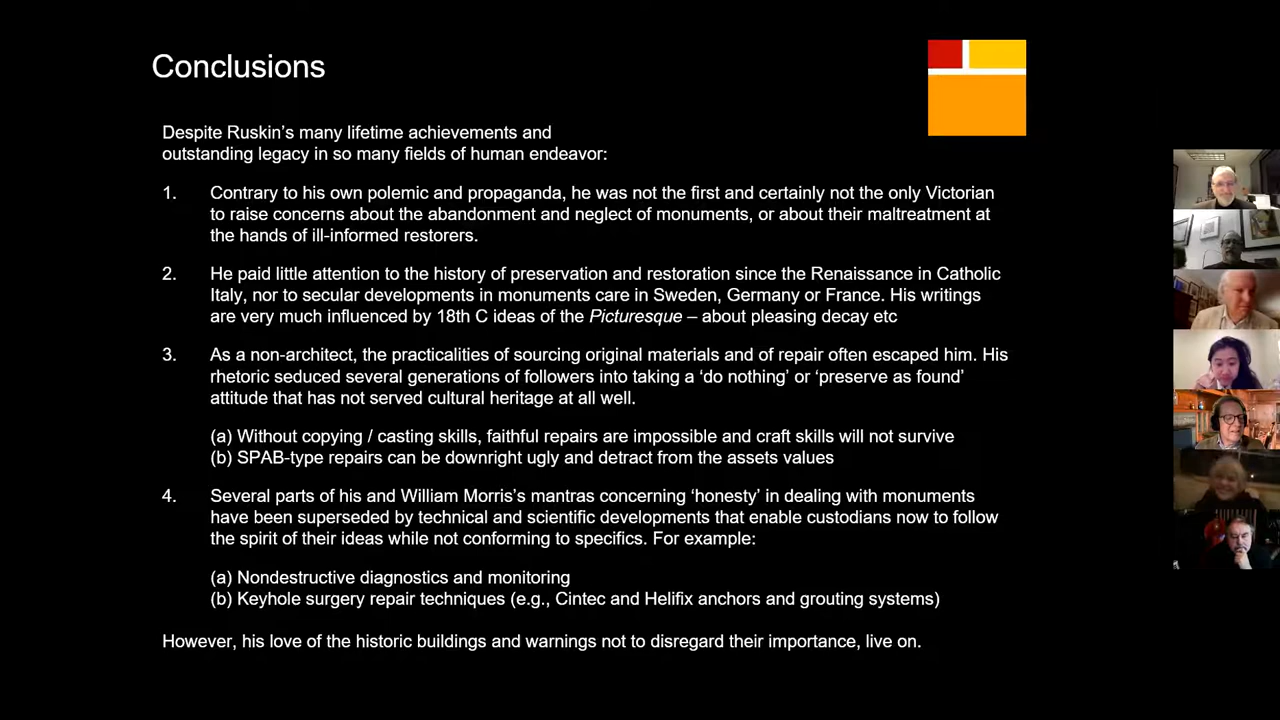 Conclusions
Despite Ruskin's many lifetime achievements and
outstanding legacy in so many fields of human endeavor:
1. Contrary to his own polemic and propaganda, he was not the first and certainly not the only Victorian
to raise concerns about the abandonment and neglect of monuments, or about their maltreatment at
the hands of ill-informed restorers.
2. He paid little attention to the history of preservation and restoration since the Renaissance in Catholic
Italy, nor to secular developments in monuments care in Sweden, Germany or France. His writings
are very much influenced by 18th C ideas of the Picturesque – about pleasing decay etc
3. As a non-architect, the practicalities of sourcing original materials and of repair often escaped him. His
rhetoric seduced several generations of followers into taking a ‘do nothing’ or ‘preserve as found’
attitude that has not served cultural heritage at all well.
(a) Without copying / casting skills, faithful repairs are impossible and craft skills will not survive
(b) SPAB-type repairs can be downright ugly and detract from the assets values
4. Several parts of his and William Morris's mantras concerning ‘honesty’ in dealing with monuments
have been superseded by technical and scientific developments that enable custodians now to follow
the spirit of their ideas while not conforming to specifics. For example:
(a) Nondestructive diagnostics and monitoring
(b) Keyhole surgery repair techniques (e.g., Cintec and Helifix anchors and grouting systems)
However, his love of the historic buildings and warnings not to disregard their importance, live on.